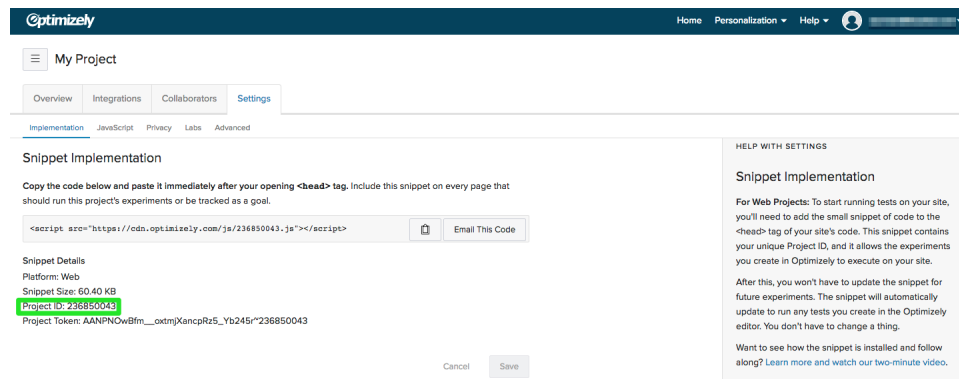 Optimizely
Home Personalization Help
My Project
Overview Integrations Collaborators Settings
Implementation JavaScript Privacy Labs Advanced
Snippet Implementation
Copy the code below and paste it immediately after your opening <head> tag. Include this snippet on every page that
should run this project's experiments or be tracked as a goal.
<script src="https://cdn.optimizely.com/js/236850043.js"></script>
Email This Code
Snippet Details
Platform: Web
Snippet Size: 60.40 KB
Project ID: 236850043
Project Token: AANPNOwBfm__oxtmjXancpRz5_Yb245r~236850043
Cancel Save
HELP WITH SETTINGS
Snippet Implementation
For Web Projects: To start running tests on your site,
you'll need to add the small snippet of code to the
<head> tag of your site's code. This snippet contains
your unique Project ID, and it allows the experiments
you create in Optimizely to execute on your site.
After this, you won't have to update the snippet for
future experiments. The snippet will automatically
update to run any tests you create in the Optimizely
editor. You don't have to change a thing.
Want to see how the snippet is installed and follow
along? Learn more and watch our two-minute video.